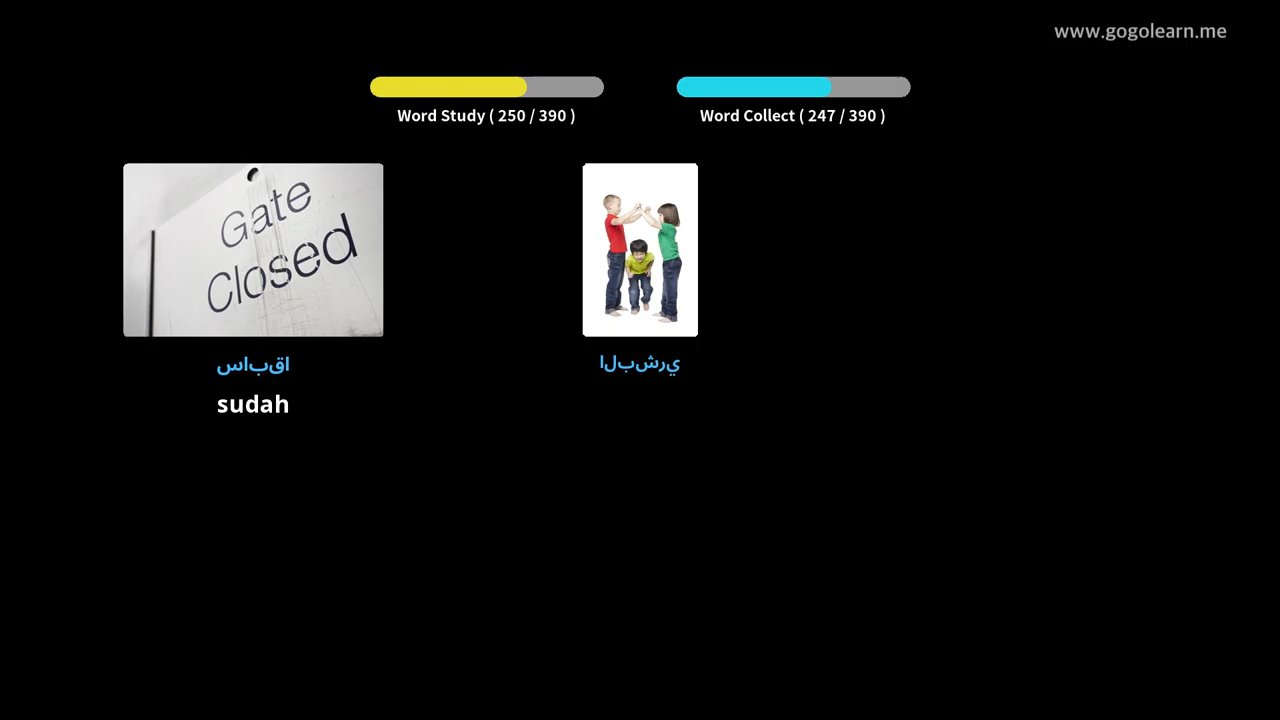 www.gogolearn.me
Word Study ( 250 / 390 )
Word Collect ( 247 / 390 )
Gate
Closed
سابقا
sudah
البشري